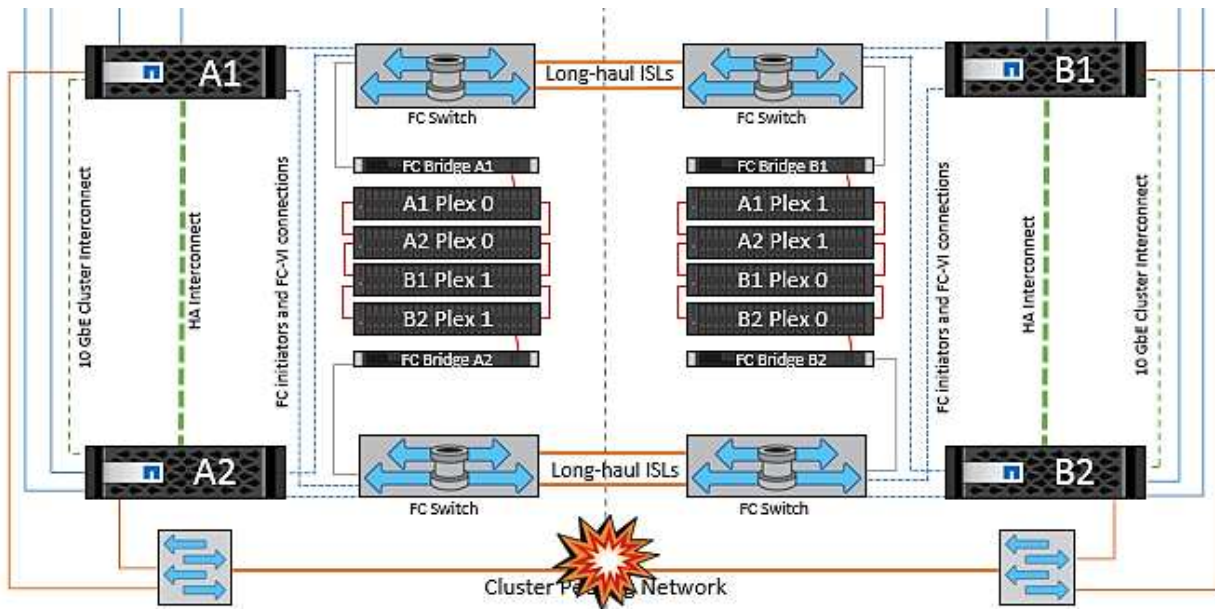 A1
B1
Long-haul ISLs
FC Switch
FC Switch
FC Bridge A1
FC Bridge B1
A1 Plex 0
A1 Plex 1
A2 Plex 0
A2 Plex 1
B1 Plex 1
B1 Plex 0
B2 Plex 1
B2 Plex 0
FC Bridge A2
FC Bridge B2
10 GbE Cluster Interconnect
HA Interconnect
FC initiators and FC-VI connections
FC initiators and FC-VI connections
HA Interconnect
10 GbE Cluster Interconnect
A2
B2
Long-haul ISLs
FC Switch
FC Switch
Cluster Network